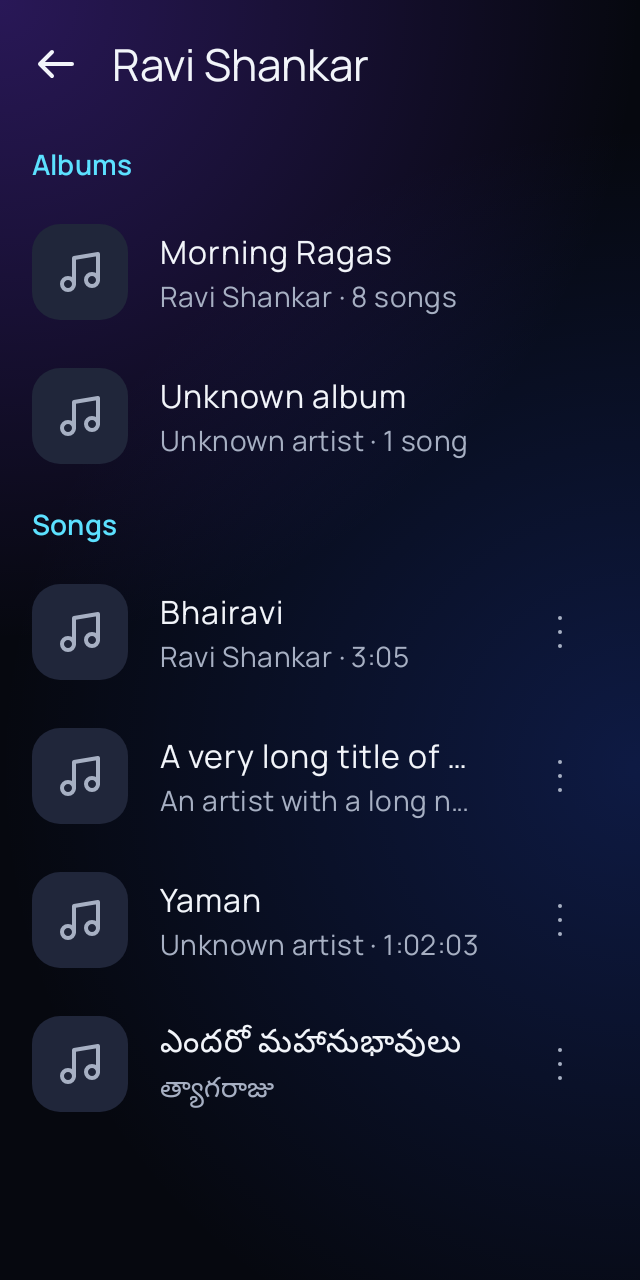 Ravi Shankar
Albums
Morning Ragas
Ravi Shankar · 8 songs
Unknown album
Unknown artist · 1 song
Songs
Bhairavi
Ravi Shankar · 3:05
A very long title of …
An artist with a long n…
Yaman
Unknown artist · 1:02:03
ఎందరో మహానుభావులు
త్యాగరాజు